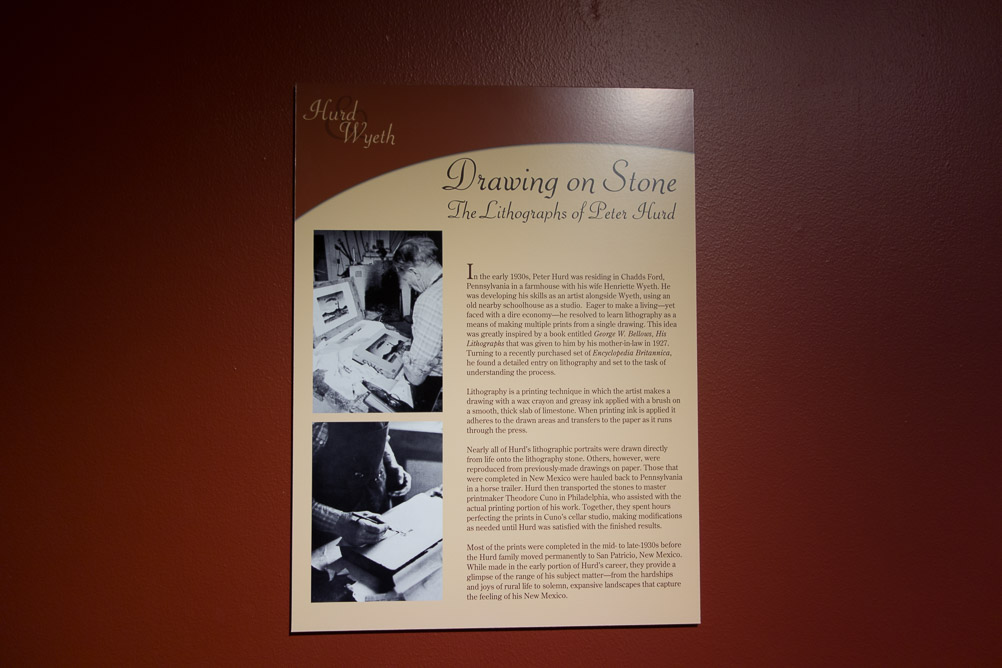 Hurd
&
Wyeth
Drawing on Stone
The Lithographs of Peter Hurd
In the early 1930s, Peter Hurd was residing in Chadds Ford,
Pennsylvania in a farmhouse with his wife Henriette Wyeth. He
was developing his skills as an artist alongside Wyeth, using an
old nearby schoolhouse as a studio. Eager to make a living—yet
faced with a dire economy—he resolved to learn lithography as a
means of making multiple prints from a single drawing. This idea
was greatly inspired by a book entitled George W. Bellows, His
Lithographs that was given to him by his mother-in-law in 1927.
Turning to a recently purchased set of Encyclopedia Britannica,
he found a detailed entry on lithography and set to the task of
understanding the process.
Lithography is a printing technique in which the artist makes a
drawing with a wax crayon and greasy ink applied with a brush on
a smooth, thick slab of limestone. When printing ink is applied it
adheres to the drawn areas and transfers to the paper as it runs
through the press.
Nearly all of Hurd's lithographic portraits were drawn directly
from life onto the lithography stone. Others, however, were
reproduced from previously-made drawings on paper. Those that
were completed in New Mexico were hauled back to Pennsylvania
in a horse trailer. Hurd then transported the stones to master
printmaker Theodore Cuno in Philadelphia, who assisted with the
actual printing portion of his work. Together, they spent hours
perfecting the prints in Cuno's cellar studio, making modifications
as needed until Hurd was satisfied with the finished results.
Most of the prints were completed in the mid- to late-1930s before
the Hurd family moved permanently to San Patricio, New Mexico.
While made in the early portion of Hurd's career, they provide a
glimpse of the range of his subject matter—from the hardships
and joys of rural life to solemn, expansive landscapes that capture
the feeling of his New Mexico.